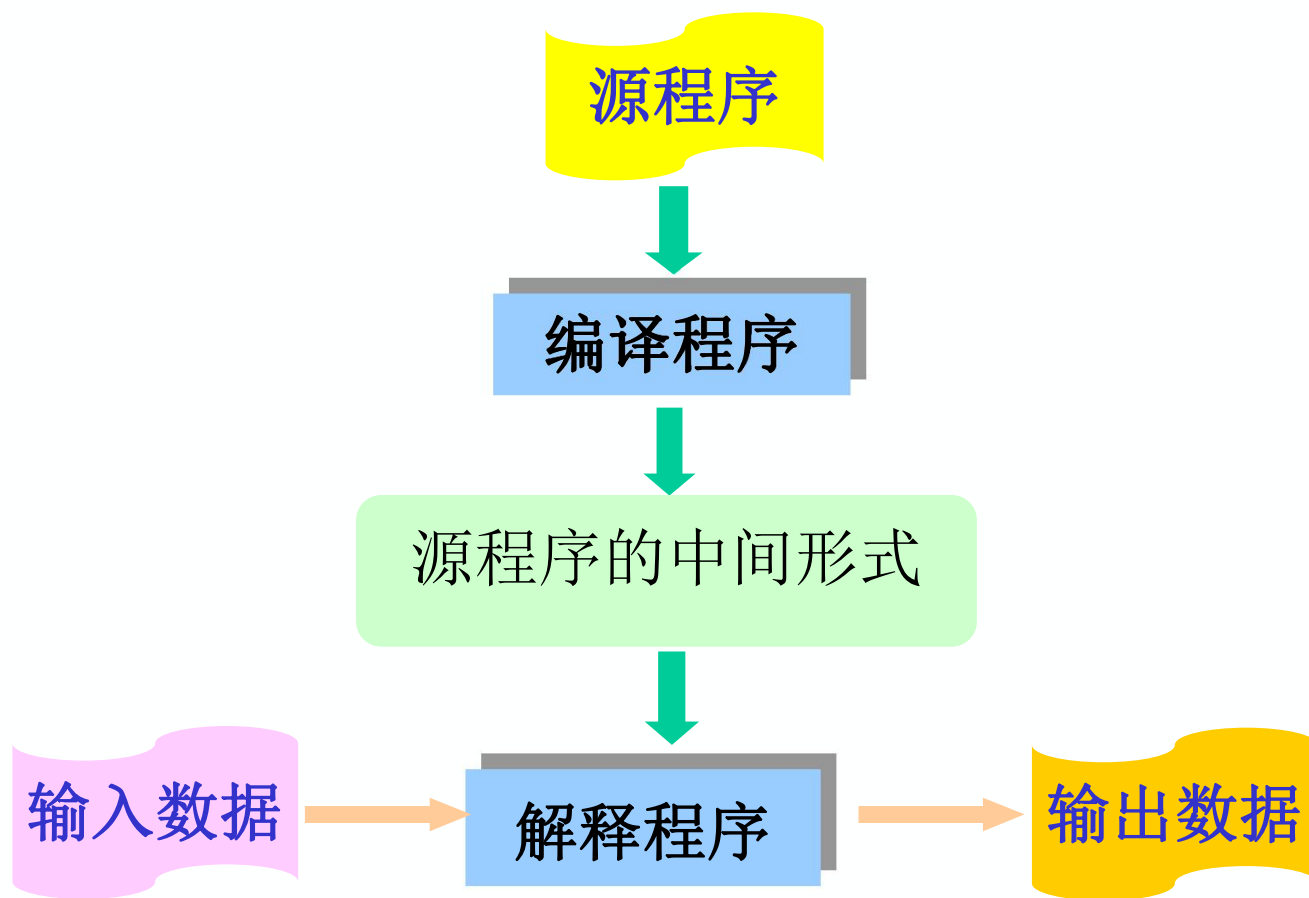 源程序
编译程序
源程序的中间形式
输入数据
解释程序
输出数据